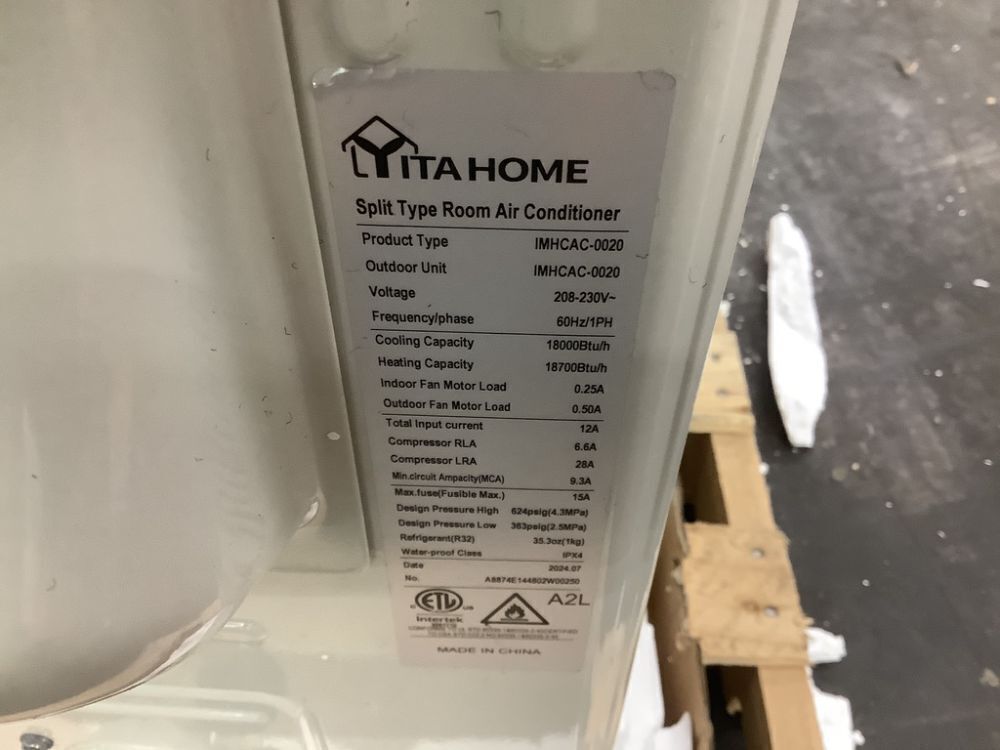 YITAHOME
Split Type Room Air Conditioner
Product Type IMHCAC-0020
Outdoor Unit IMHCAC-0020
Voltage 208-230V~
Frequency/phase 60Hz/1PH
Cooling Capacity 18000Btu/h
Heating Capacity 18700Btu/h
Indoor Fan Motor Load 0.25A
Outdoor Fan Motor Load 0.50A
Total Input current 12A
Compressor RLA 6.6A
Compressor LRA 28A
Min.circuit Ampacity(MCA) 9.3A
Max.fuse(Fusible Max.) 15A
Design Pressure High 624psig(4.3MPa)
Design Pressure Low 363psig(2.5MPa)
Refrigerant(R32) 35.3oz(1kg)
Water-proof Class IPX4
Date 2024.07
No. A8874E144802W00250
c ETL us A2L
Intertek
MADE IN CHINA